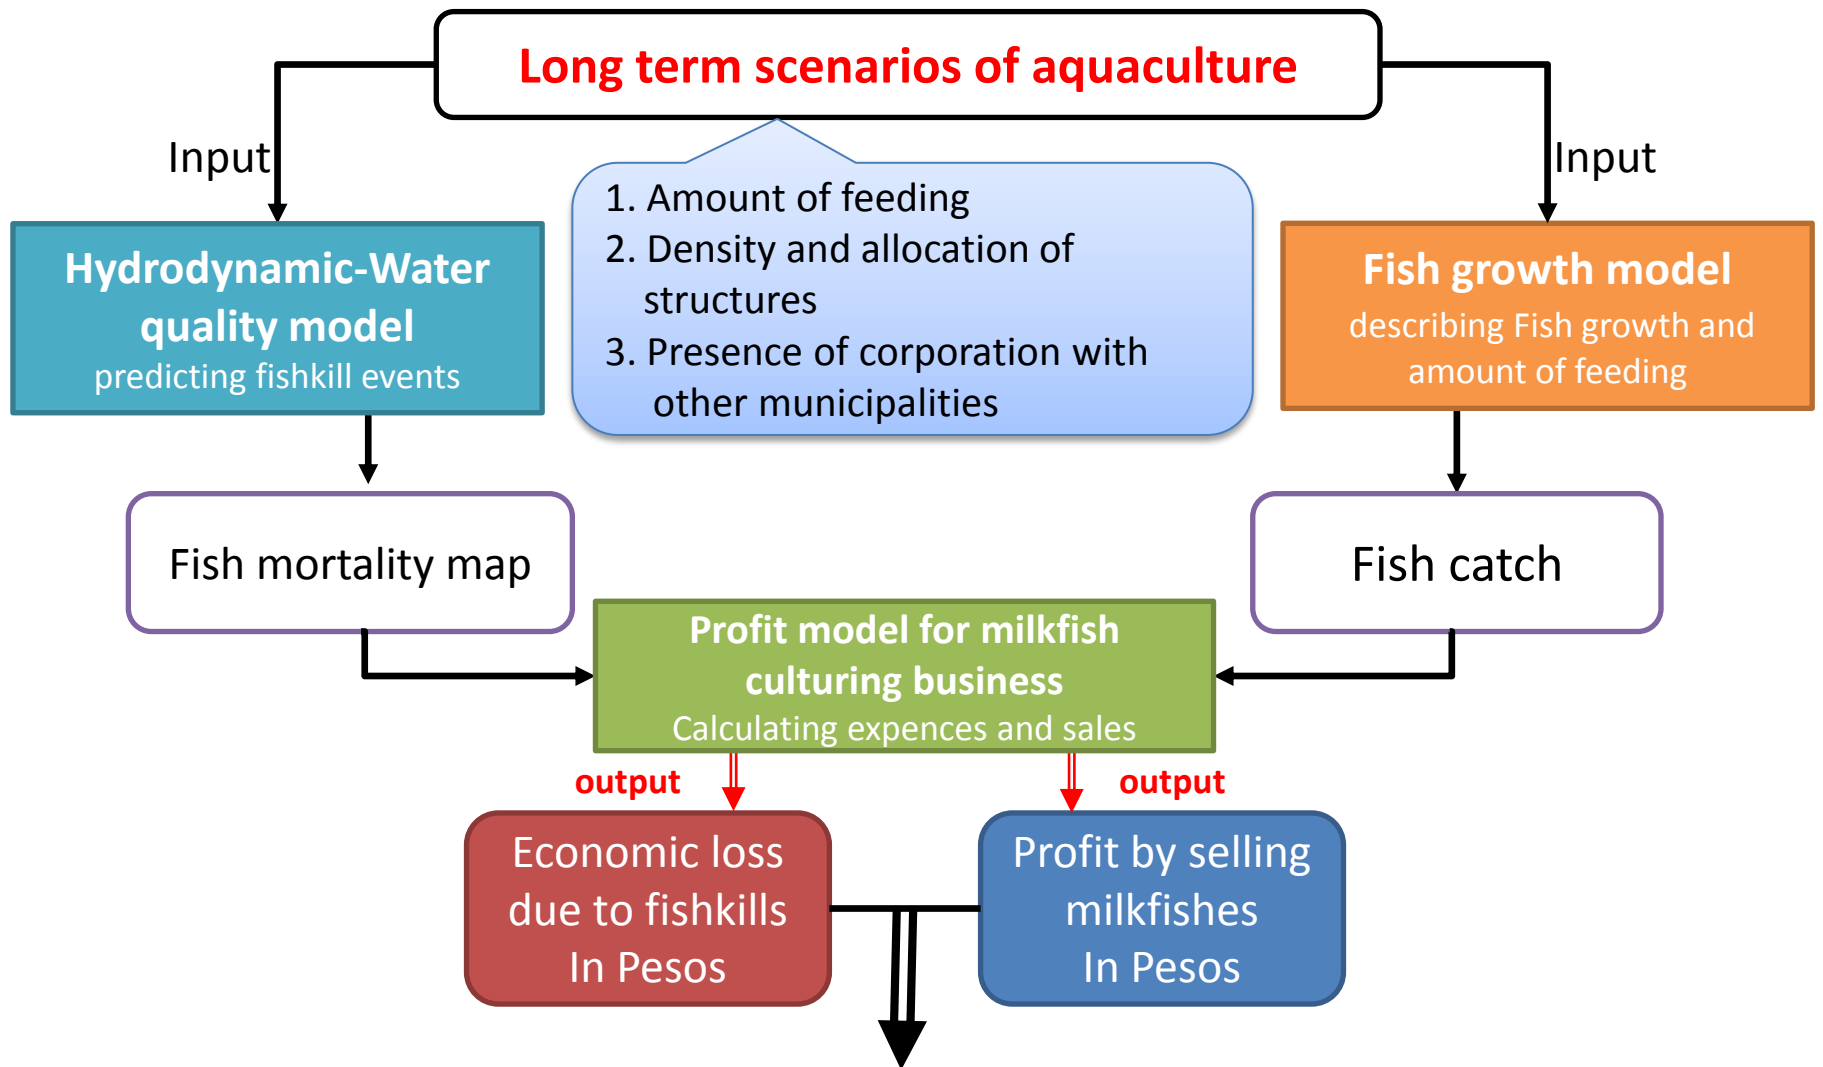 Long term scenarios of aquaculture
Input
Input
1. Amount of feeding
2. Density and allocation of
structures
3. Presence of corporation with
other municipalities
Hydrodynamic-Water
quality model
predicting fishkill events
Fish growth model
describing Fish growth and
amount of feeding
Fish mortality map
Fish catch
Profit model for milkfish
culturing business
Calculating expences and sales
output
output
Economic loss
due to fishkills
In Pesos
Profit by selling
milkfishes
In Pesos